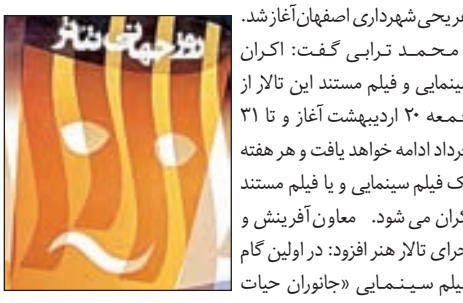 تفریحی شهرداری اصفهان آغاز شد.
محمد ترابی گفت: اکران
سینمایی و فیلم مستند این تالار از
جمعه ۲۰ اردیبهشت آغاز و تا ۳۱
خرداد ادامه خواهد یافت و هر هفته
یک فیلم سینمایی و یا فیلم مستند
اکران می شود. معاون آفرینش و
اجرای تالار هنر افزود: در اولین گام
فیلم سینمایی «جانوران حیات
روز جهانی تئاتر